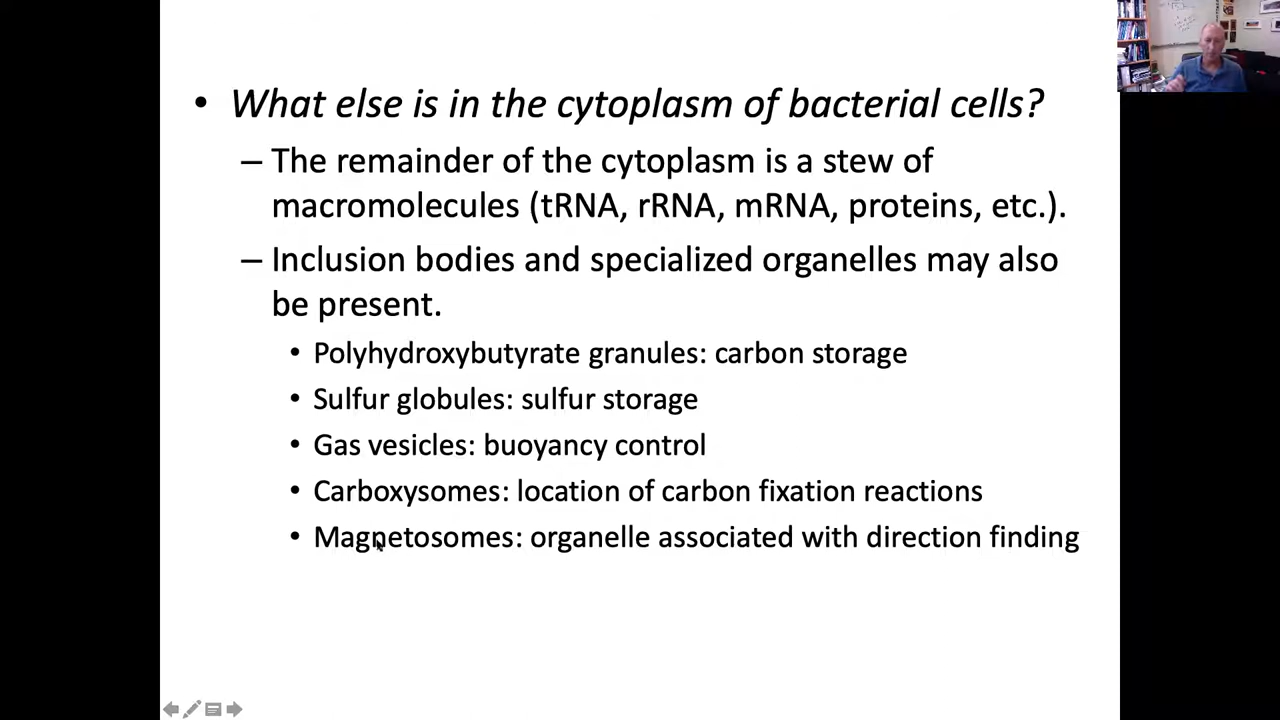 • What else is in the cytoplasm of bacterial cells?
– The remainder of the cytoplasm is a stew of
macromolecules (tRNA, rRNA, mRNA, proteins, etc.).
– Inclusion bodies and specialized organelles may also
be present.
• Polyhydroxybutyrate granules: carbon storage
• Sulfur globules: sulfur storage
• Gas vesicles: buoyancy control
• Carboxysomes: location of carbon fixation reactions
• Magnetosomes: organelle associated with direction finding